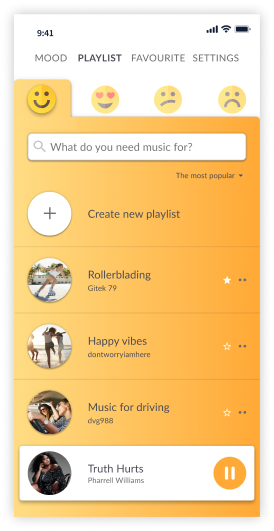 9:41
MOOD PLAYLIST FAVOURITE SETTINGS
What do you need music for?
The most popular
Create new playlist
Rollerblading
Gitek 79
Happy vibes
dontworryiamhere
Music for driving
dvg988
Truth Hurts
Pharrell Williams